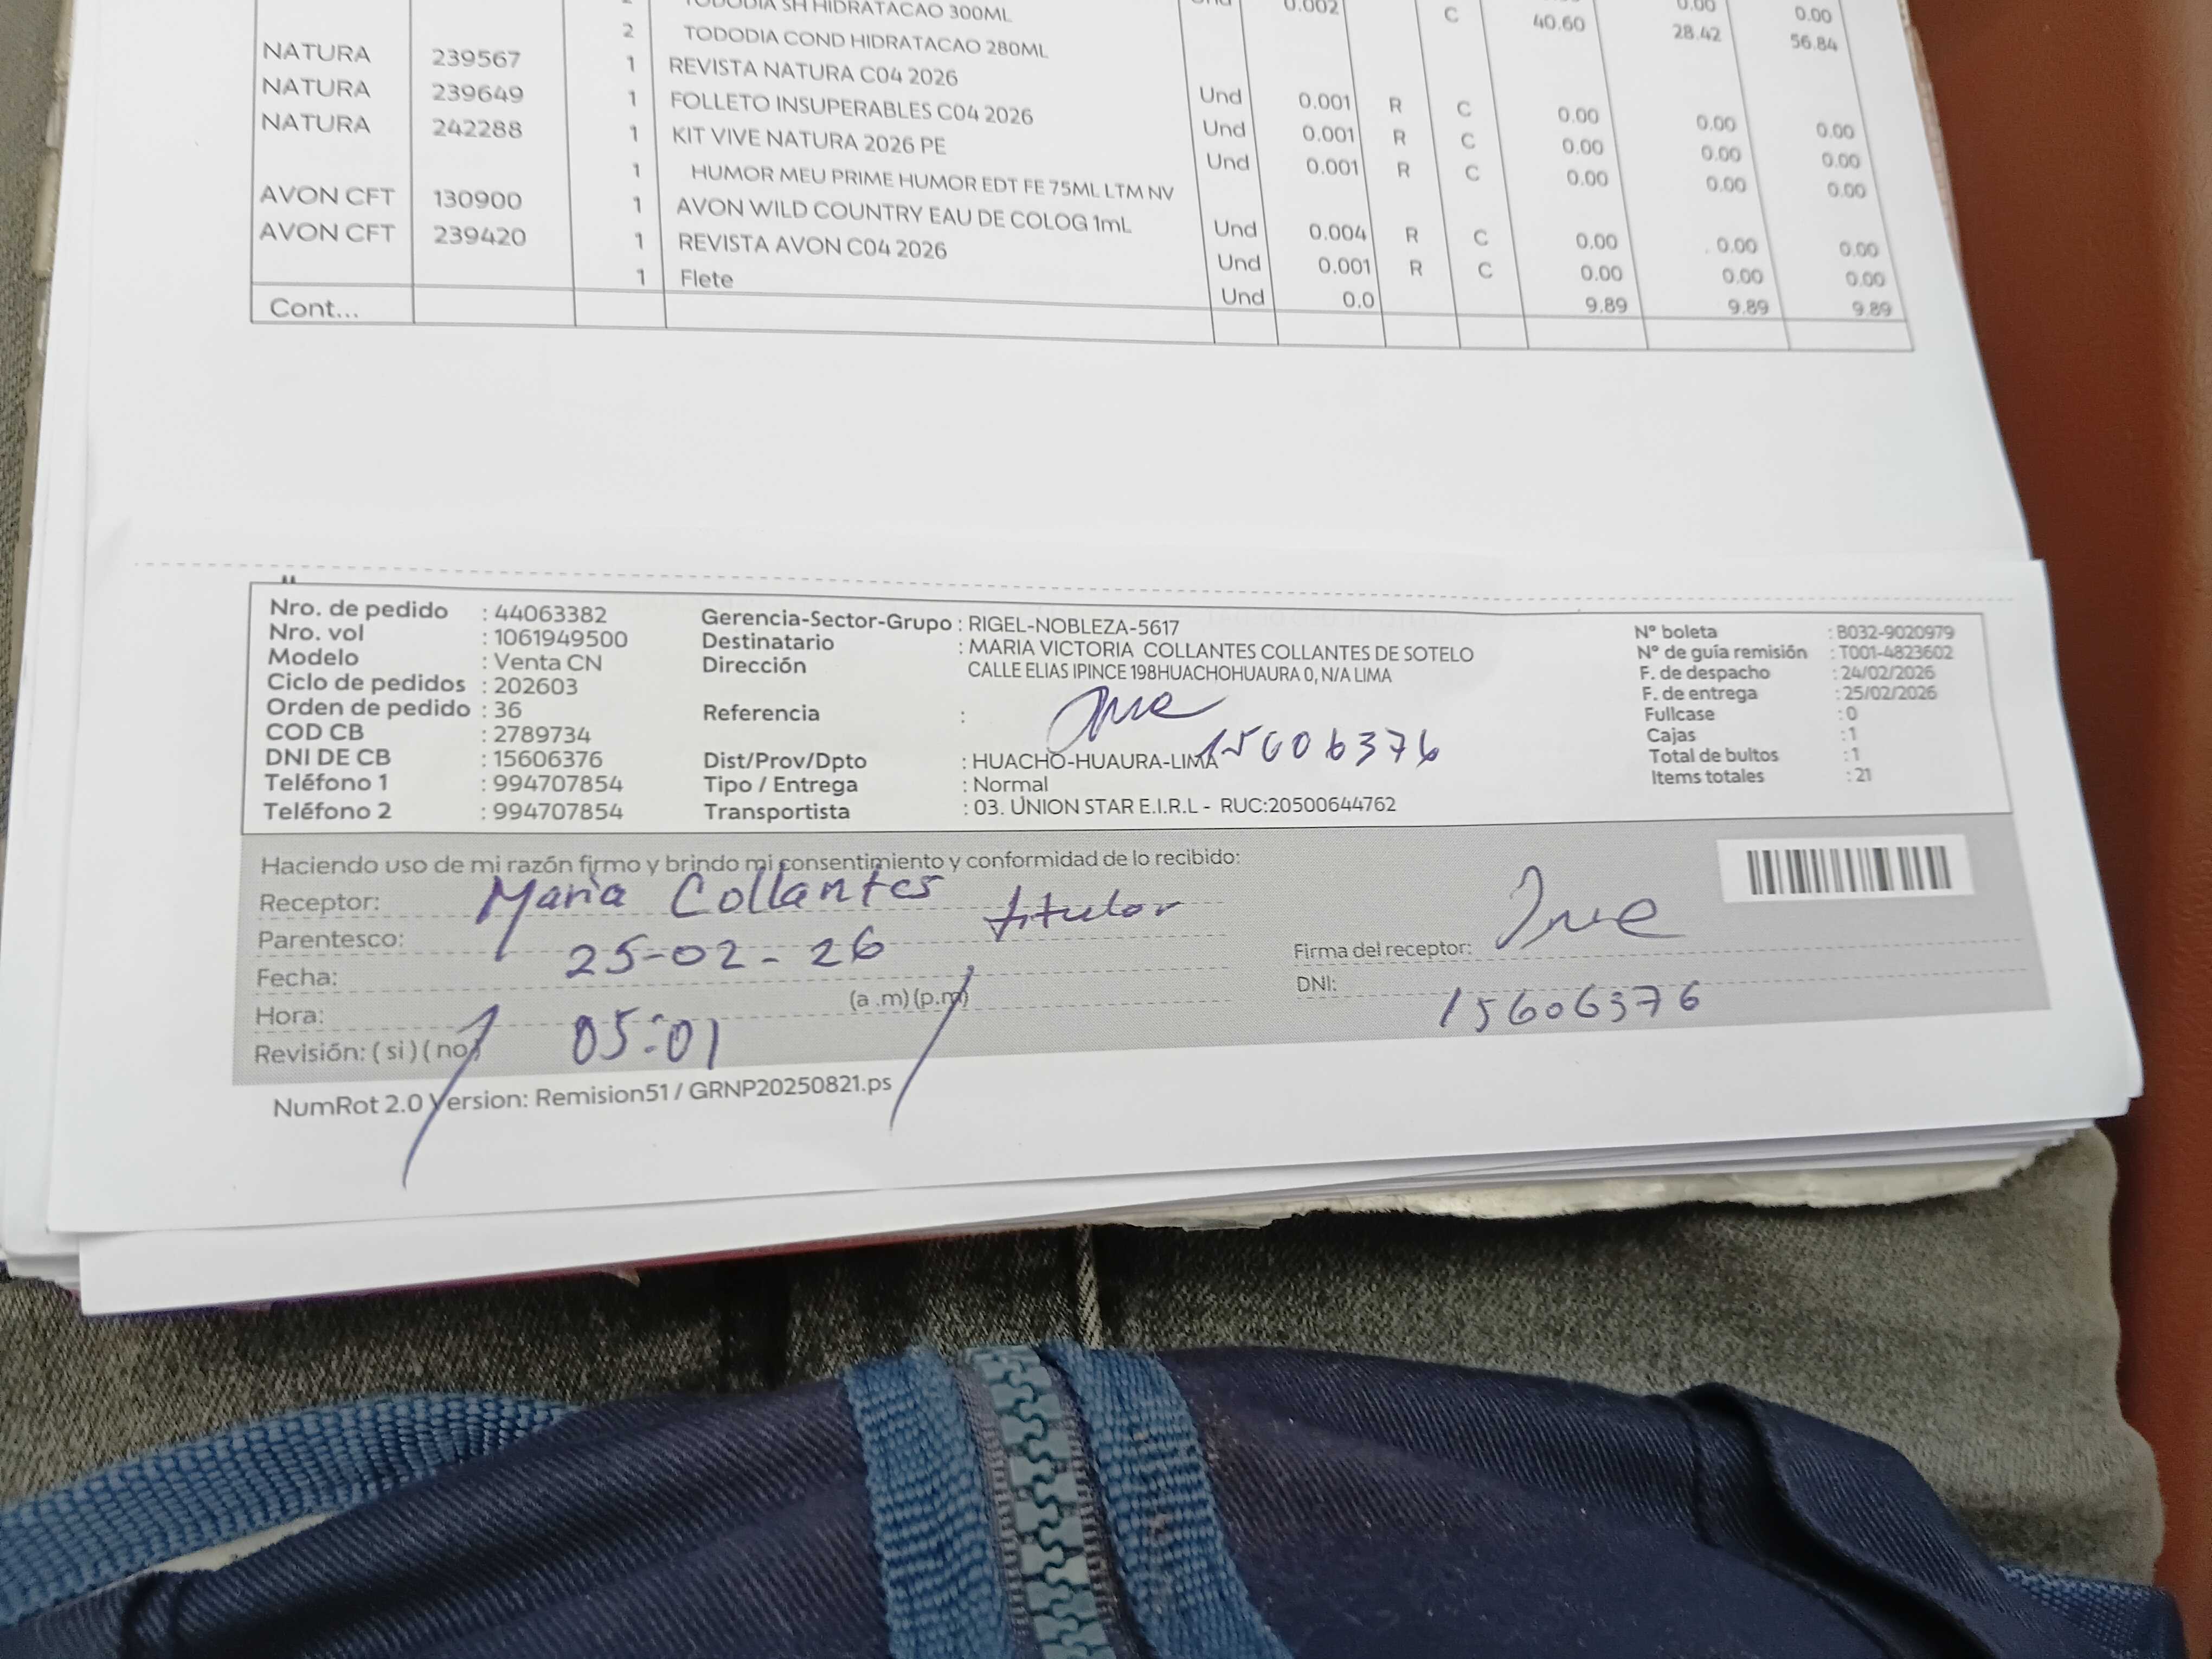 TODODIA SH HIDRATACAO 300ML Und 0.002 C 0.00 0.00
2 TODODIA COND HIDRATACAO 280ML 40.60 28.42 56.84
NATURA 239567 1 REVISTA NATURA C04 2026 Und 0.001 R C 0.00 0.00 0.00
NATURA 239649 1 FOLLETO INSUPERABLES C04 2026 Und 0.001 R C 0.00 0.00 0.00
NATURA 242288 1 KIT VIVE NATURA 2026 PE Und 0.001 R C 0.00 0.00 0.00
1 HUMOR MEU PRIME HUMOR EDT FE 75ML LTM NV
AVON CFT 130900 1 AVON WILD COUNTRY EAU DE COLOG 1mL Und 0.004 R C 0.00 0.00 0.00
AVON CFT 239420 1 REVISTA AVON C04 2026 Und 0.001 R C 0.00 0.00 0.00
1 Flete Und 0.0 9.89 9.89 9.89
Cont...
Nro. de pedido : 44063382
Nro. vol : 1061949500
Modelo : Venta CN
Ciclo de pedidos : 202603
Orden de pedido : 36
COD CB : 2789734
DNI DE CB : 15606376
Teléfono 1 : 994707854
Teléfono 2 : 994707854
Gerencia-Sector-Grupo : RIGEL-NOBLEZA-5617
Destinatario : MARIA VICTORIA COLLANTES COLLANTES DE SOTELO
Dirección CALLE ELIAS IPINCE 198HUACHOHUAURA 0, N/A LIMA
Referencia :
15606376
Dist/Prov/Dpto : HUACHO-HUAURA-LIMA
Tipo / Entrega : Normal
Transportista : 03. UNION STAR E.I.R.L - RUC:20500644762
N° boleta : B032-9020979
N° de guía remisión : T001-4823602
F. de despacho : 24/02/2026
F. de entrega : 25/02/2026
Fullcase : 0
Cajas : 1
Total de bultos : 1
Items totales : 21
Haciendo uso de mi razón firmo y brindo mi consentimiento y conformidad de lo recibido:
Receptor: Maria Collantes
Parentesco: titular
Fecha: 25-02-26
Hora: 05:01 (a .m) (p.m)
Revisión: ( si ) ( no )
Firma del receptor:
DNI: 15606376
NumRot 2.0 Version: Remision51 / GRNP20250821.ps